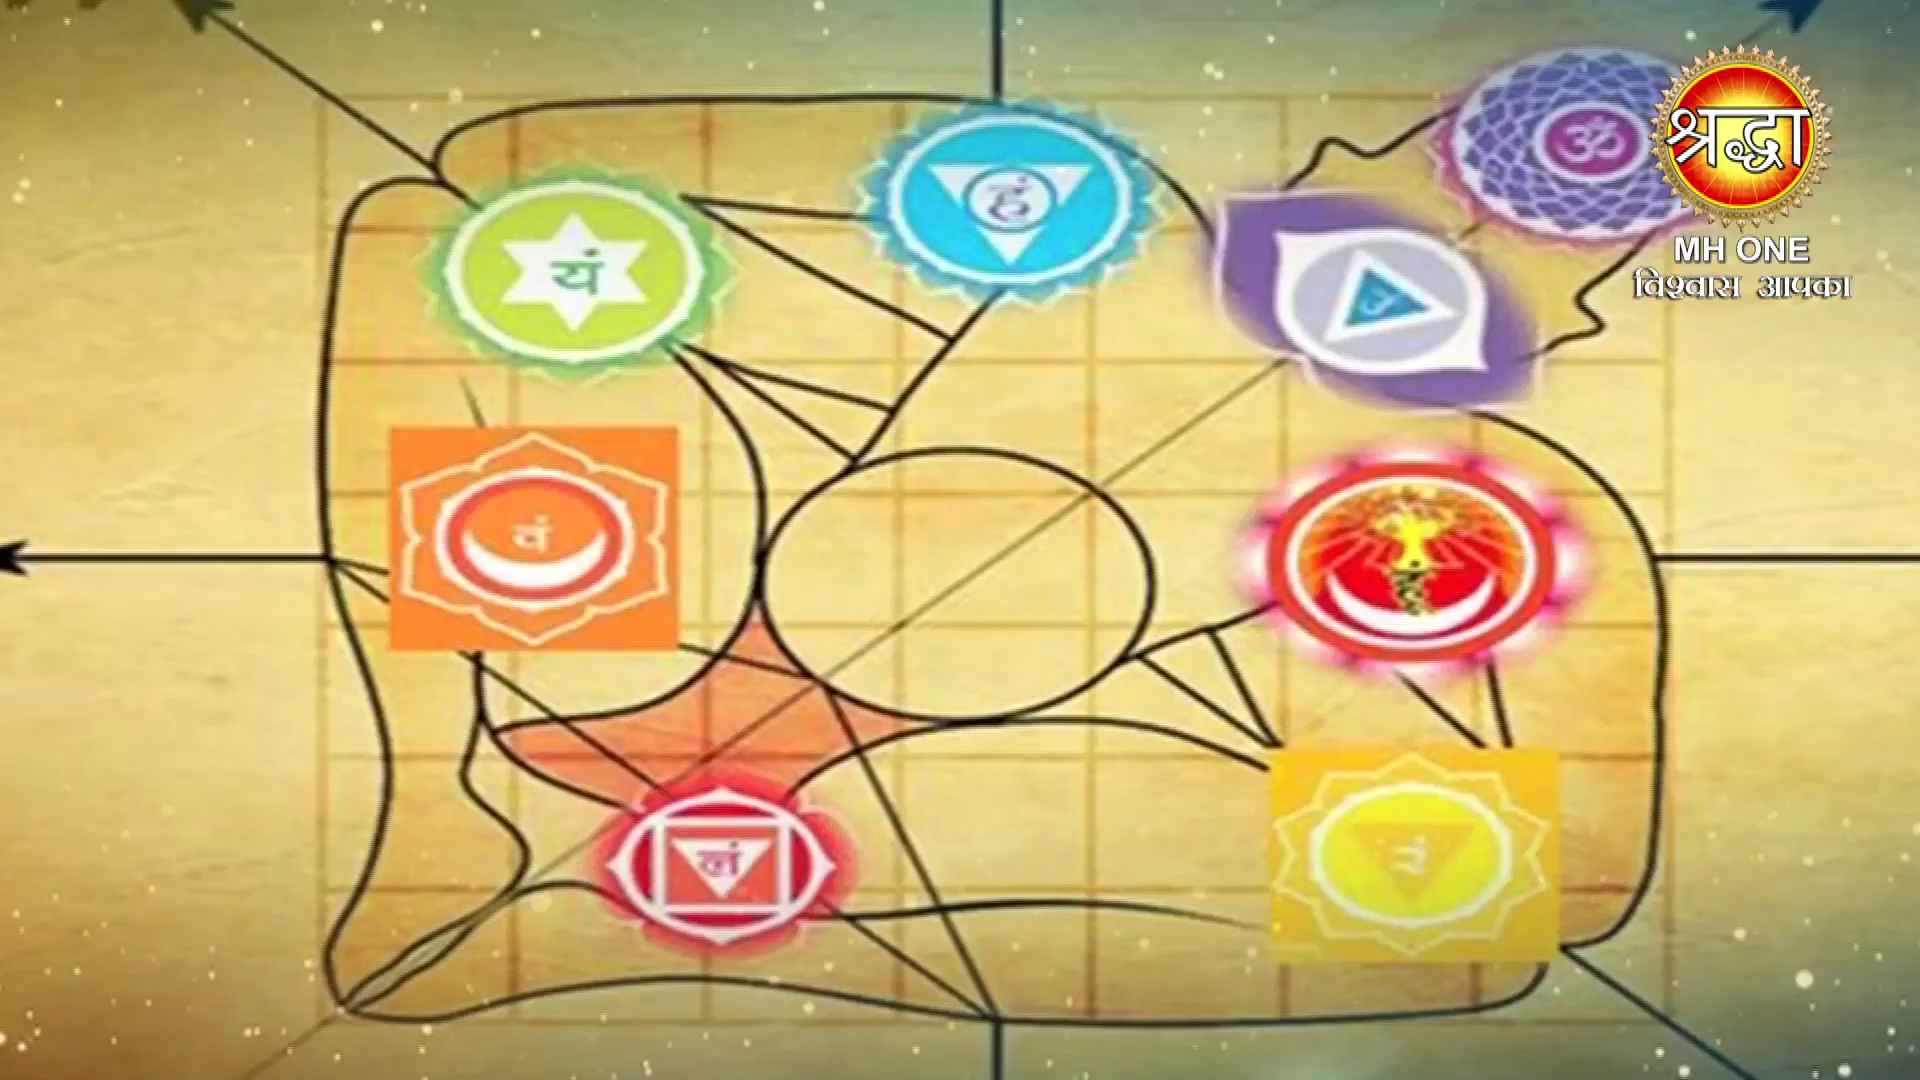 ॐ
श्रद्धा
MH ONE
विश्वास आपका
हं
यं
वं
लं